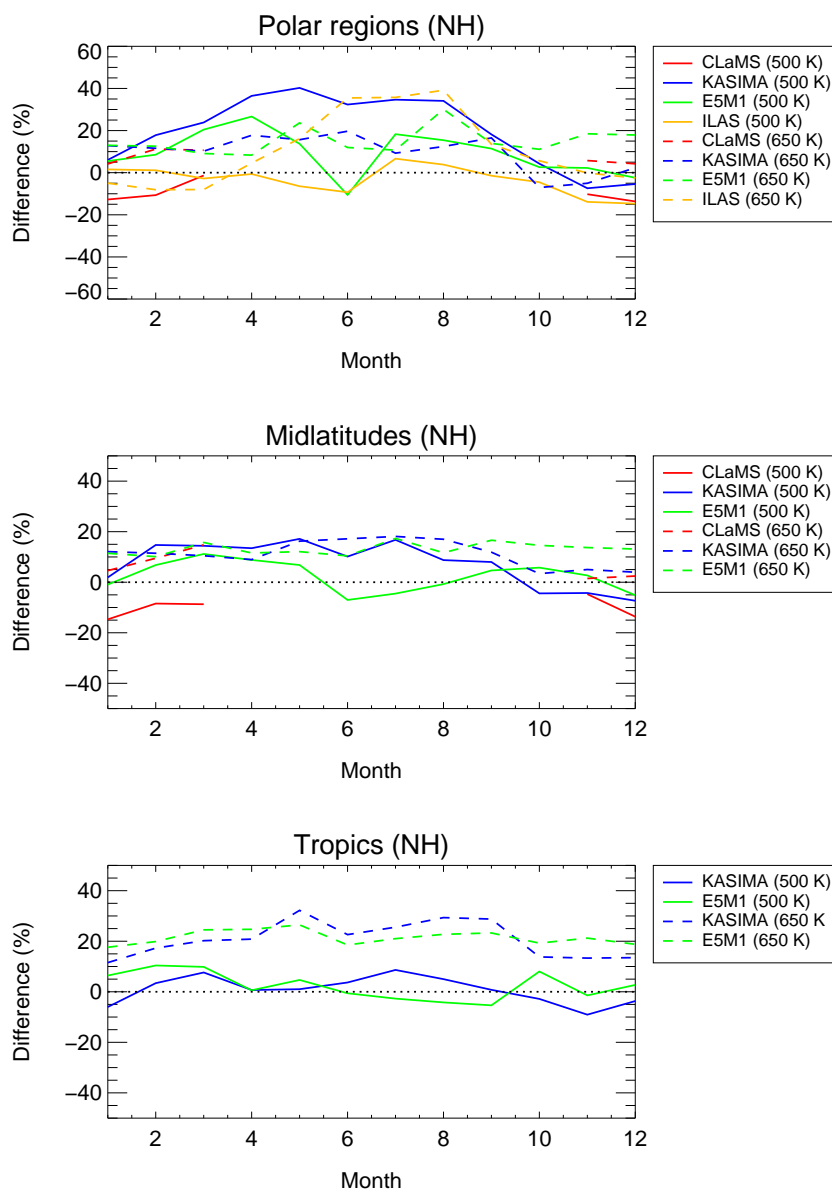 Polar regions (NH)
60
40
20
0
−20
−40
−60
Difference (%)
2 4 6 8 10 12
Month
CLaMS (500 K)
KASIMA (500 K)
E5M1 (500 K)
ILAS (500 K)
CLaMS (650 K)
KASIMA (650 K)
E5M1 (650 K)
ILAS (650 K)
Midlatitudes (NH)
40
20
0
−20
−40
Difference (%)
2 4 6 8 10 12
Month
CLaMS (500 K)
KASIMA (500 K)
E5M1 (500 K)
CLaMS (650 K)
KASIMA (650 K)
E5M1 (650 K)
Tropics (NH)
40
20
0
−20
−40
Difference (%)
2 4 6 8 10 12
Month
KASIMA (500 K)
E5M1 (500 K)
KASIMA (650 K
E5M1 (650 K)